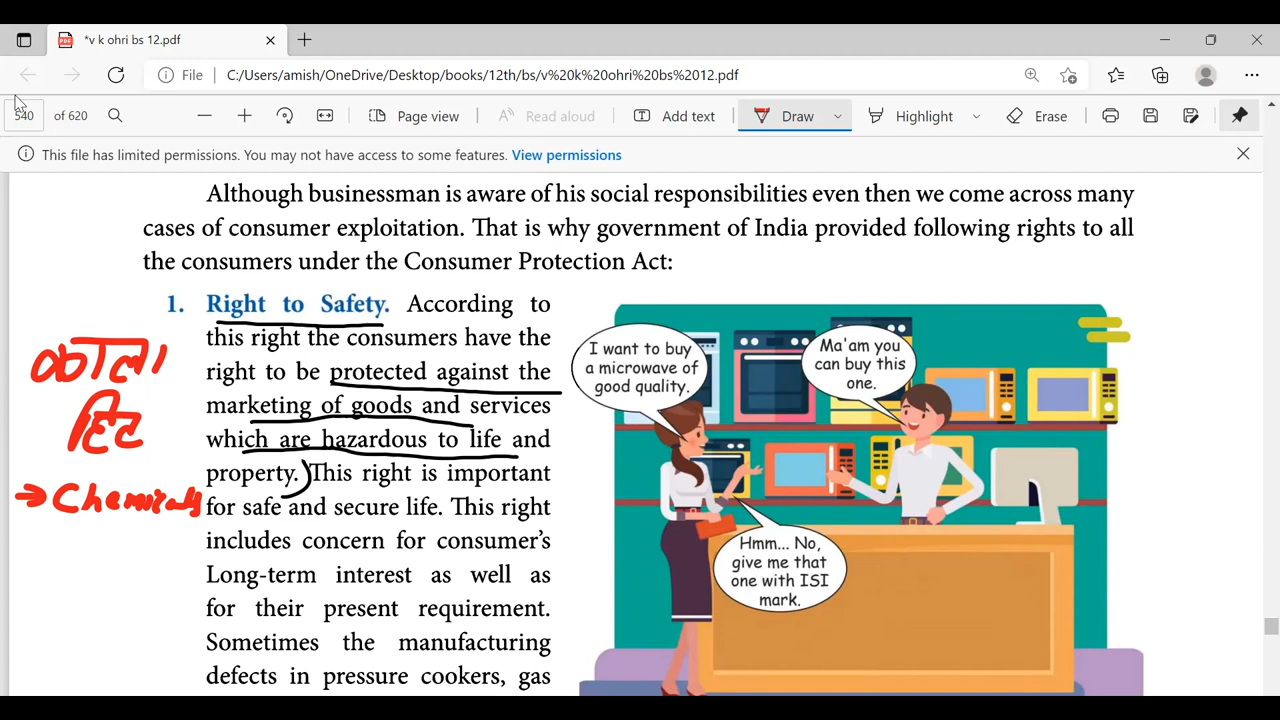 *v k ohri bs 12.pdf
File C:/Users/amish/OneDrive/Desktop/books/12th/bs/v%20k%20ohri%20bs%2012.pdf
540 of 620 Page view Read aloud Add text Draw Highlight Erase
This file has limited permissions. You may not have access to some features. View permissions
Although businessman is aware of his social responsibilities even then we come across many
cases of consumer exploitation. That is why government of India provided following rights to all
the consumers under the Consumer Protection Act:
1. Right to Safety. According to
this right the consumers have the
right to be protected against the
marketing of goods and services
which are hazardous to life and
property. This right is important
for safe and secure life. This right
includes concern for consumer's
Long-term interest as well as
for their present requirement.
Sometimes the manufacturing
defects in pressure cookers, gas
काला
हिट
→ Chemicals
I want to buy
a microwave of
good quality.
Ma'am you
can buy this
one.
Hmm... No,
give me that
one with ISI
mark.